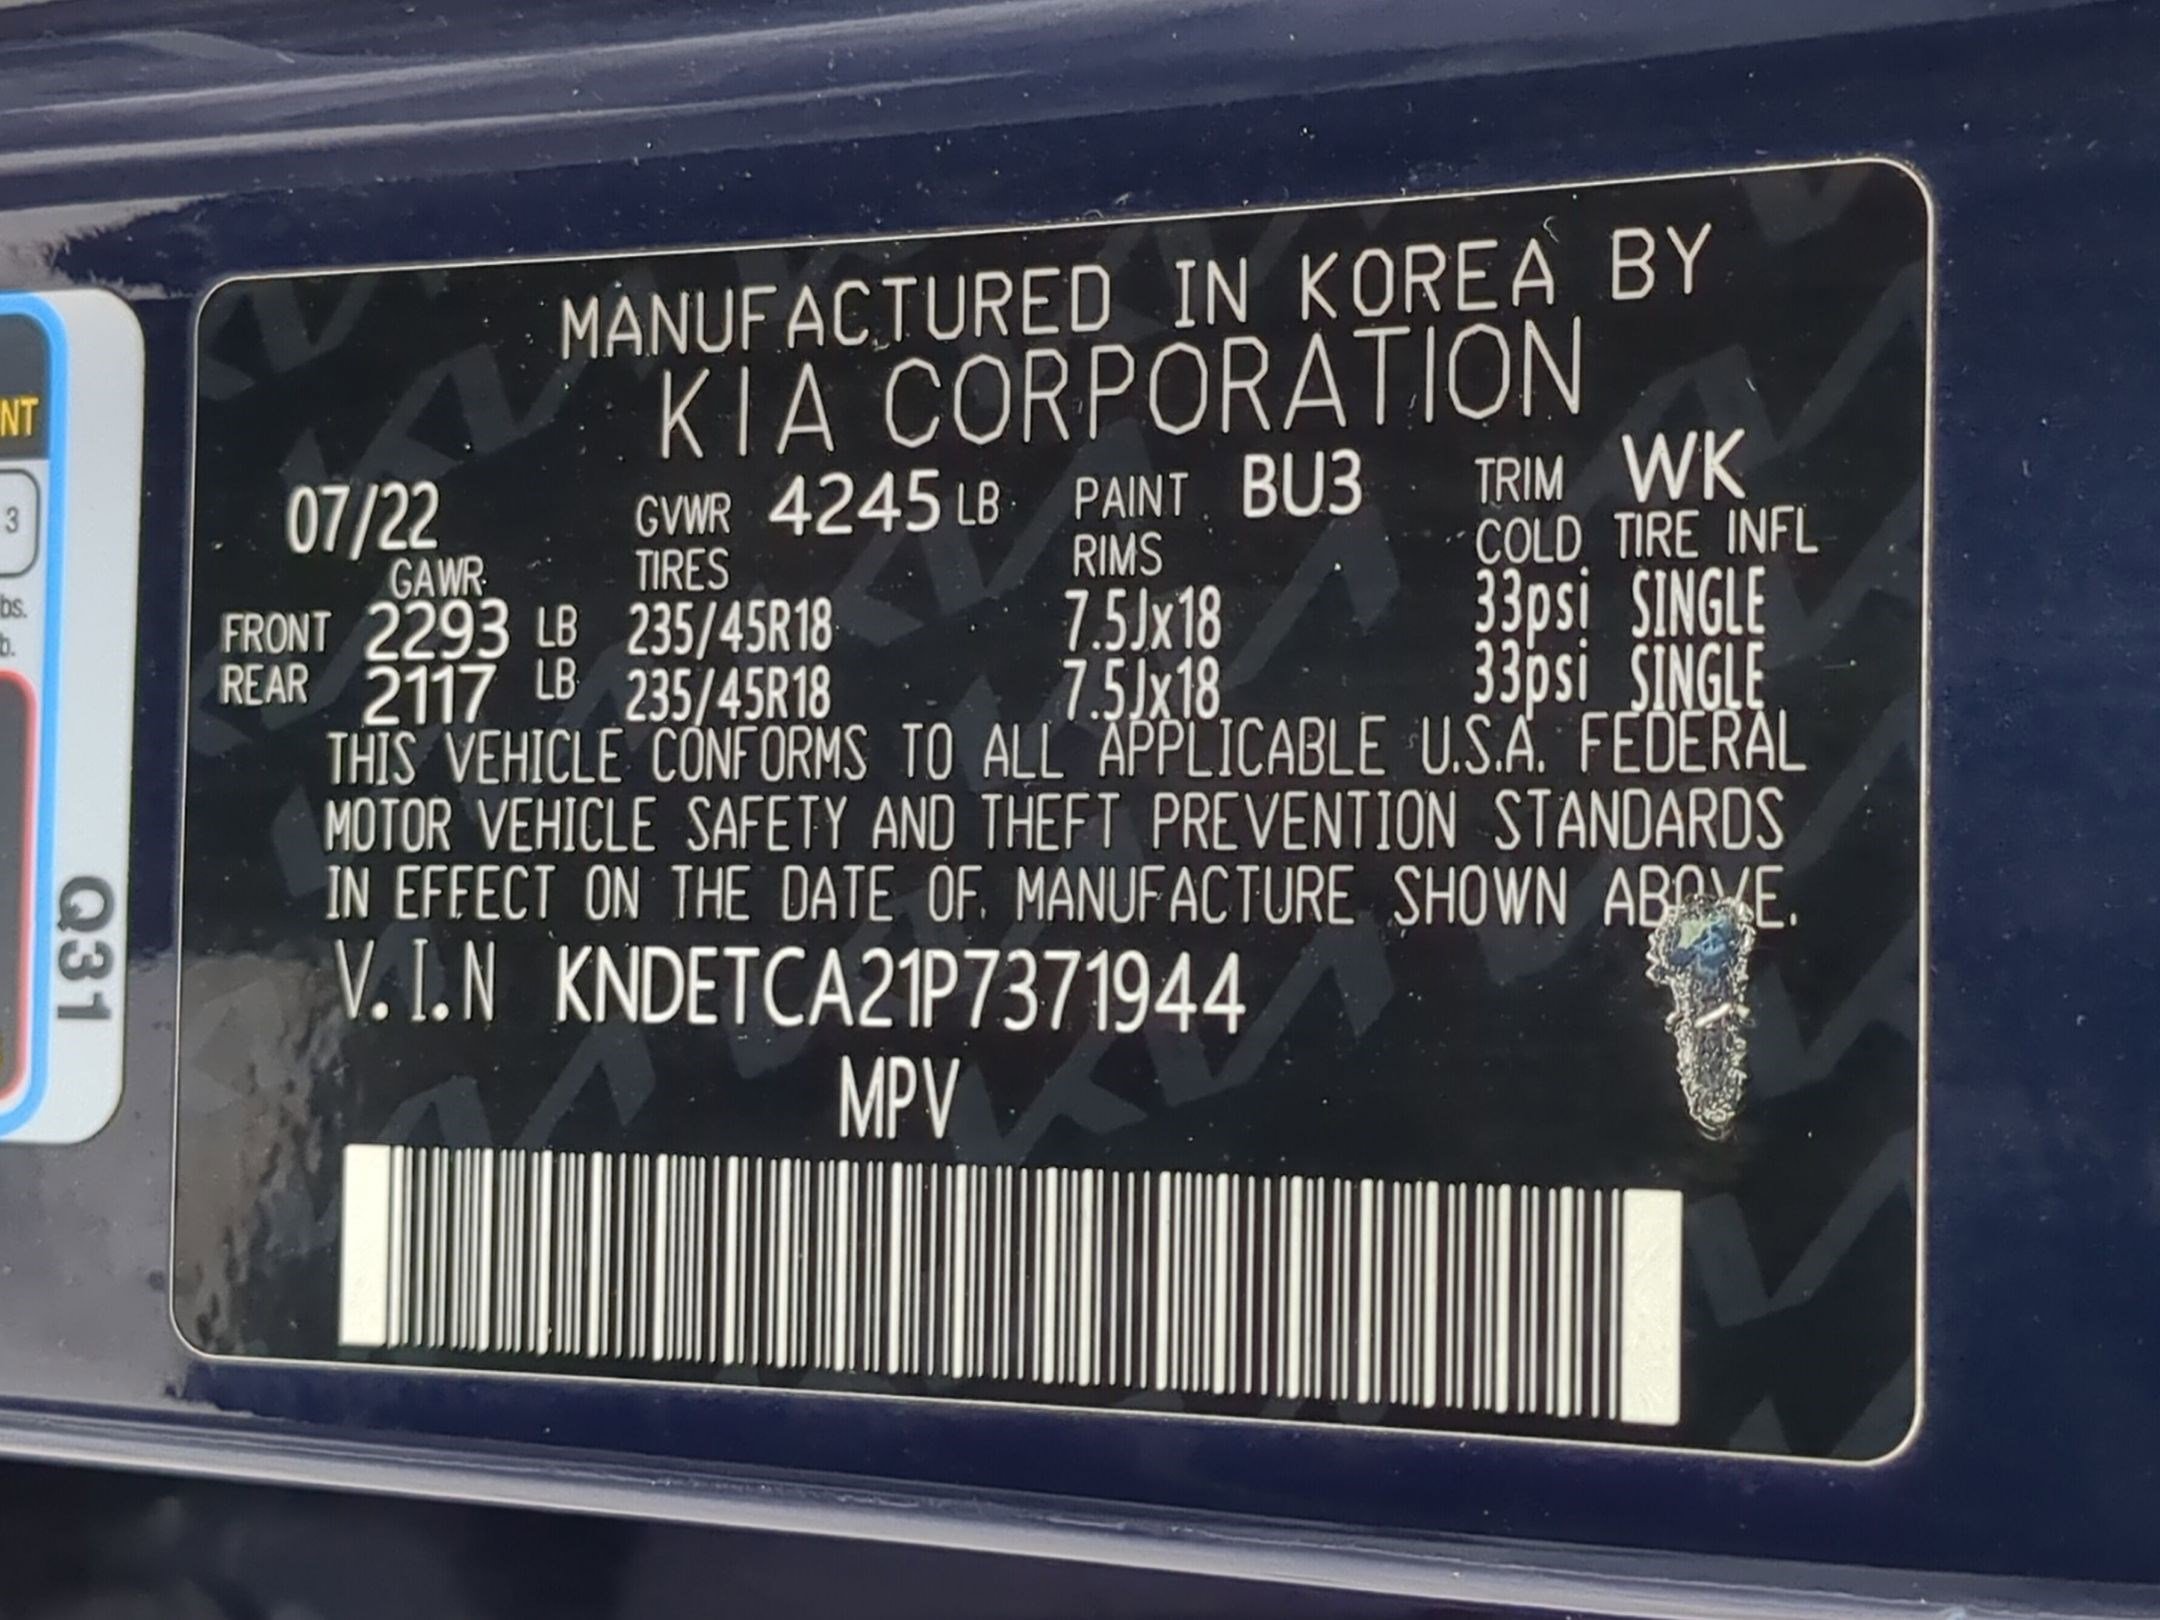 MANUFACTURED IN KOREA BY
KIA CORPORATION
07/22 GVWR 4245 LB PAINT BU3 TRIM WK
GAWR TIRES RIMS COLD TIRE INFL
FRONT 2293 LB 235/45R18 7.5Jx18 33psi SINGLE
REAR 2117 LB 235/45R18 7.5Jx18 33psi SINGLE
THIS VEHICLE CONFORMS TO ALL APPLICABLE U.S.A. FEDERAL
MOTOR VEHICLE SAFETY AND THEFT PREVENTION STANDARDS
IN EFFECT ON THE DATE OF MANUFACTURE SHOWN ABOVE.
V.I.N KNDETCA21P7371944
MPV
NT
3
bs.
b.
Q31